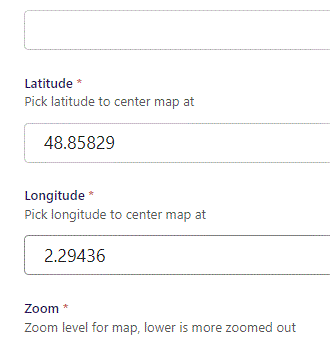 Latitude *
Pick latitude to center map at
48.85829
Longitude *
Pick longitude to center map at
2.29436
Zoom *
Zoom level for map, lower is more zoomed out